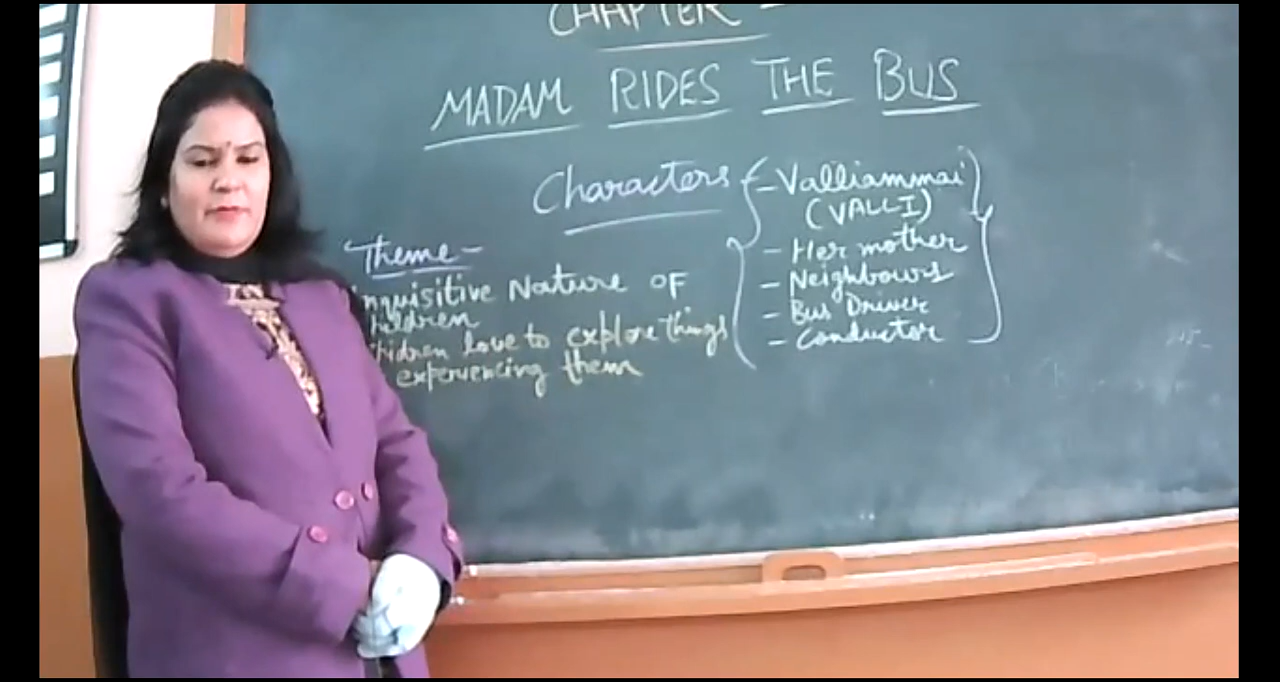 CHAPTER -
MADAM RIDES THE BUS
Characters
- Valliammai
(VALLI)
- Her mother
- Neighbours
- Bus Driver
- Conductor
Theme -
nquisitive Nature of
hildren
hildren love to explore things
experiencing them